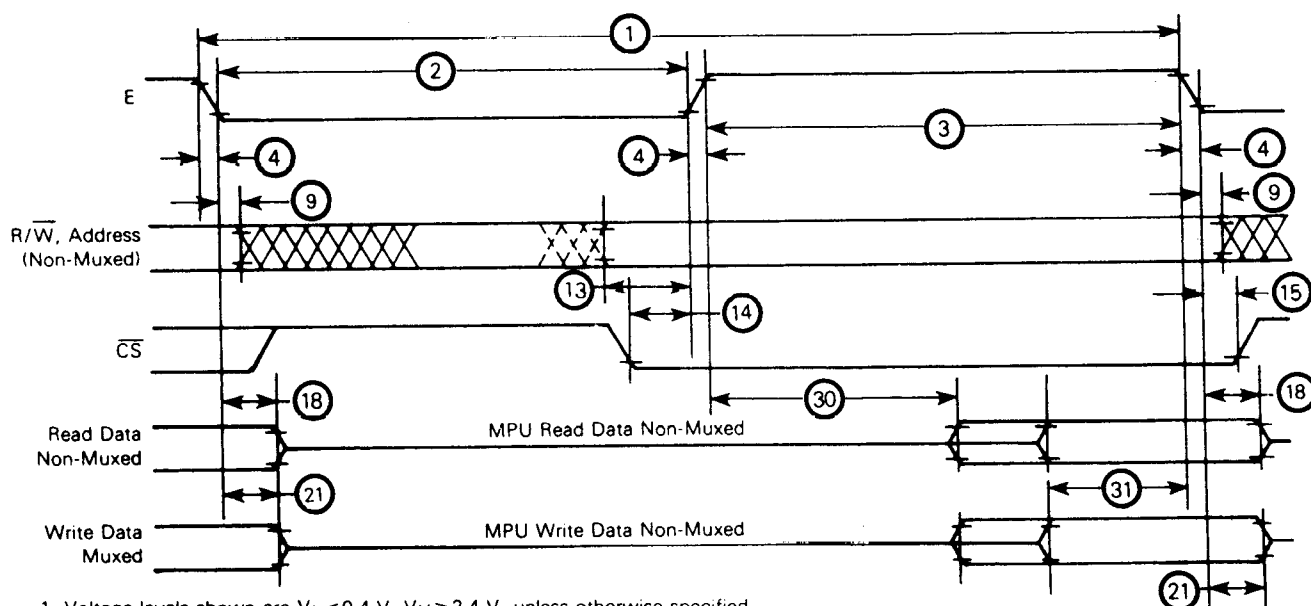 1
2
E
3
4
4
4
9
9
R/W̅, Address
(Non-Muxed)
13
14
15
C̅S̅
18
30
18
Read Data
Non-Muxed
MPU Read Data Non-Muxed
21
31
Write Data
Muxed
MPU Write Data Non-Muxed
21